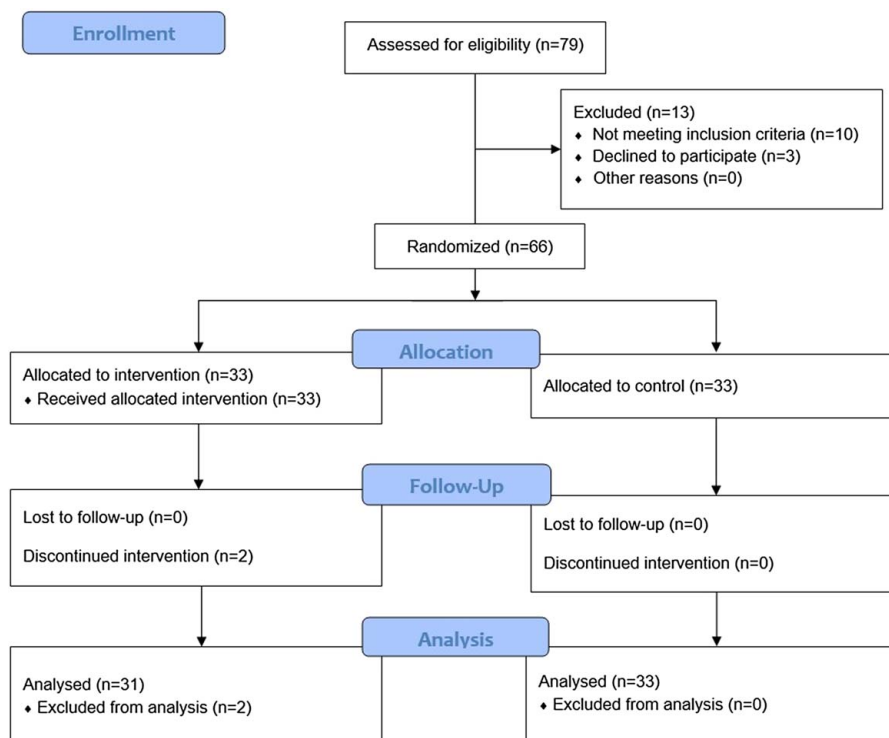 Enrollment
Assessed for eligibility (n=79)
Excluded (n=13)
♦ Not meeting inclusion criteria (n=10)
♦ Declined to participate (n=3)
♦ Other reasons (n=0)
Randomized (n=66)
Allocation
Allocated to intervention (n=33)
♦ Received allocated intervention (n=33)
Allocated to control (n=33)
Follow-Up
Lost to follow-up (n=0)
Discontinued intervention (n=2)
Lost to follow-up (n=0)
Discontinued intervention (n=0)
Analysis
Analysed (n=31)
♦ Excluded from analysis (n=2)
Analysed (n=33)
♦ Excluded from analysis (n=0)